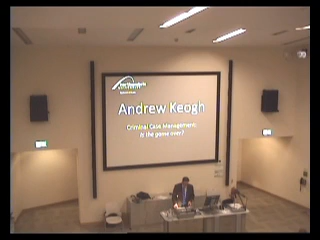 Andrew Keogh
Criminal Case Management:
is the game over?